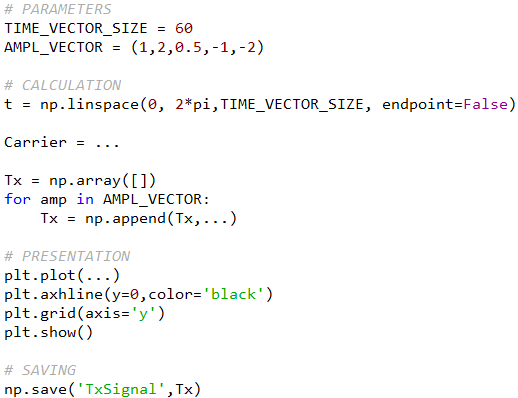 # PARAMETERS
TIME_VECTOR_SIZE = 60
AMPL_VECTOR = (1,2,0.5,-1,-2)
# CALCULATION
t = np.linspace(0, 2*pi,TIME_VECTOR_SIZE, endpoint=False)
Carrier = ...
Tx = np.array([])
for amp in AMPL_VECTOR:
    Tx = np.append(Tx,...)
# PRESENTATION
plt.plot(...)
plt.axhline(y=0,color='black')
plt.grid(axis='y')
plt.show()
# SAVING
np.save('TxSignal',Tx)